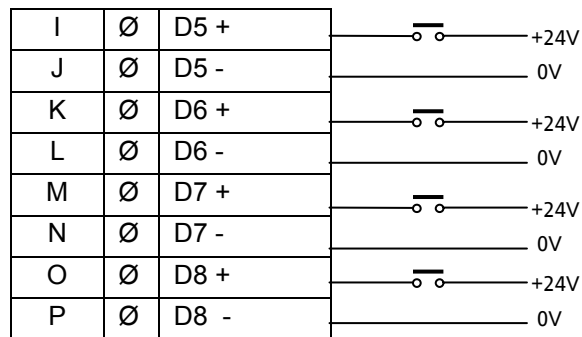 I Ø D5 + +24V
J Ø D5 - 0V
K Ø D6 + +24V
L Ø D6 - 0V
M Ø D7 + +24V
N Ø D7 - 0V
O Ø D8 + +24V
P Ø D8 - 0V